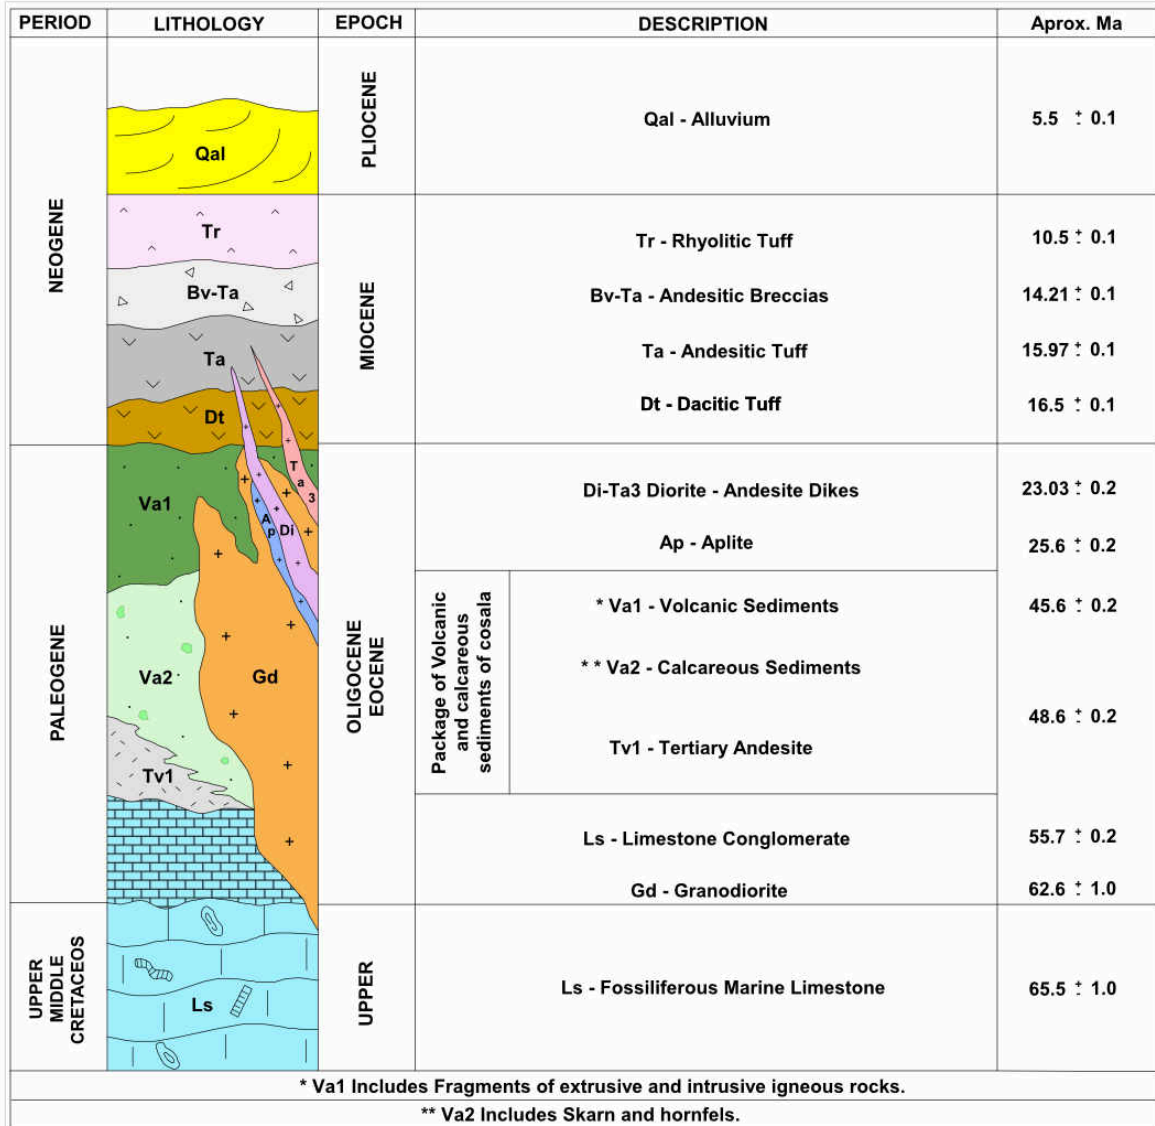 PERIOD LITHOLOGY EPOCH DESCRIPTION Aprox. Ma
NEOGENE
PALEOGENE
UPPER
MIDDLE
CRETACEOS
Qal
Tr
Bv-Ta
Ta
Dt
Va1
T
a
3
A
p
Di
Va2
Gd
Tv1
Ls
PLIOCENE
MIOCENE
OLIGOCENE
EOCENE
UPPER
Qal - Alluvium 5.5 ± 0.1
Tr - Rhyolitic Tuff 10.5 ± 0.1
Bv-Ta - Andesitic Breccias 14.21 ± 0.1
Ta - Andesitic Tuff 15.97 ± 0.1
Dt - Dacitic Tuff 16.5 ± 0.1
Di-Ta3 Diorite - Andesite Dikes 23.03 ± 0.2
Ap - Aplite 25.6 ± 0.2
Package of Volcanic
and calcareous
sediments of cosala
* Va1 - Volcanic Sediments 45.6 ± 0.2
* * Va2 - Calcareous Sediments
48.6 ± 0.2
Tv1 - Tertiary Andesite
Ls - Limestone Conglomerate 55.7 ± 0.2
Gd - Granodiorite 62.6 ± 1.0
Ls - Fossiliferous Marine Limestone 65.5 ± 1.0
* Va1 Includes Fragments of extrusive and intrusive igneous rocks.
** Va2 Includes Skarn and hornfels.